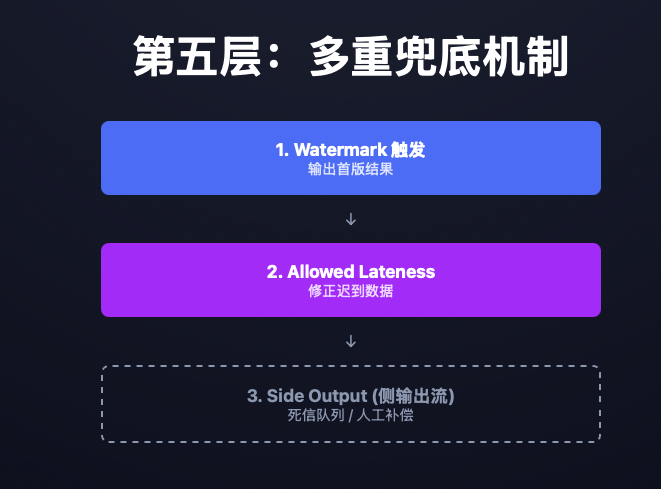 第五层：多重兜底机制
1. Watermark 触发
输出首版结果
↓
2. Allowed Lateness
修正迟到数据
↓
3. Side Output (侧输出流)
死信队列 / 人工补偿